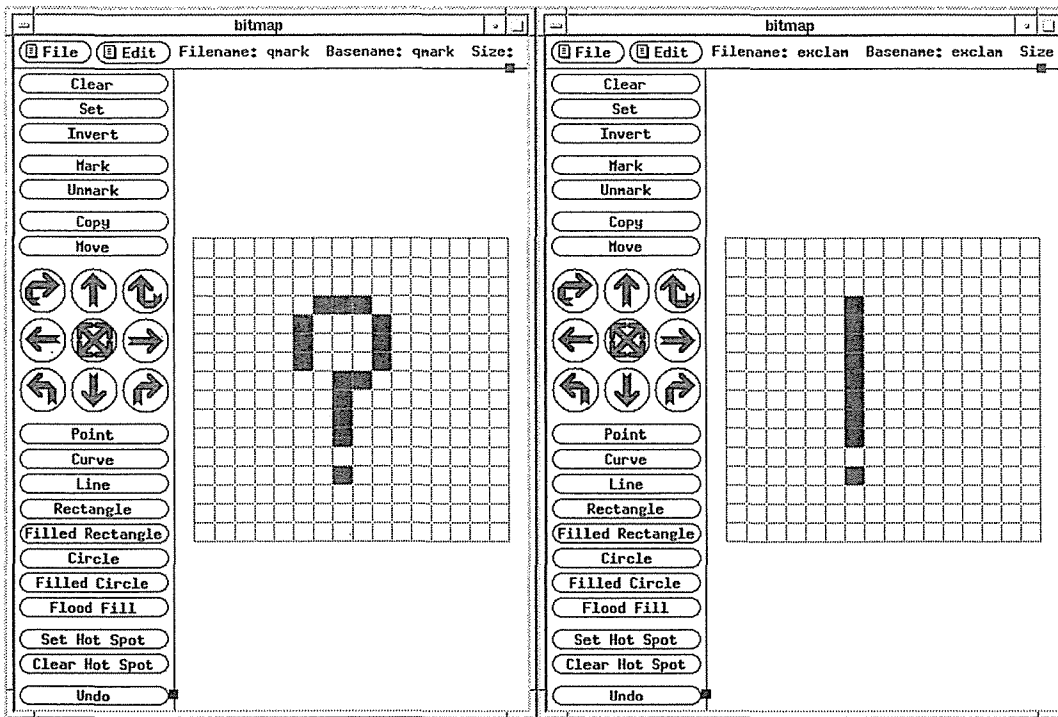 bitmap
File Edit Filename: qmark Basename: qmark Size:
Clear
Set
Invert
Mark
Unmark
Copy
Move
Point
Curve
Line
Rectangle
Filled Rectangle
Circle
Filled Circle
Flood Fill
Set Hot Spot
Clear Hot Spot
Undo
bitmap
File Edit Filename: exclam Basename: exclam Size
Clear
Set
Invert
Mark
Unmark
Copy
Move
Point
Curve
Line
Rectangle
Filled Rectangle
Circle
Filled Circle
Flood Fill
Set Hot Spot
Clear Hot Spot
Undo